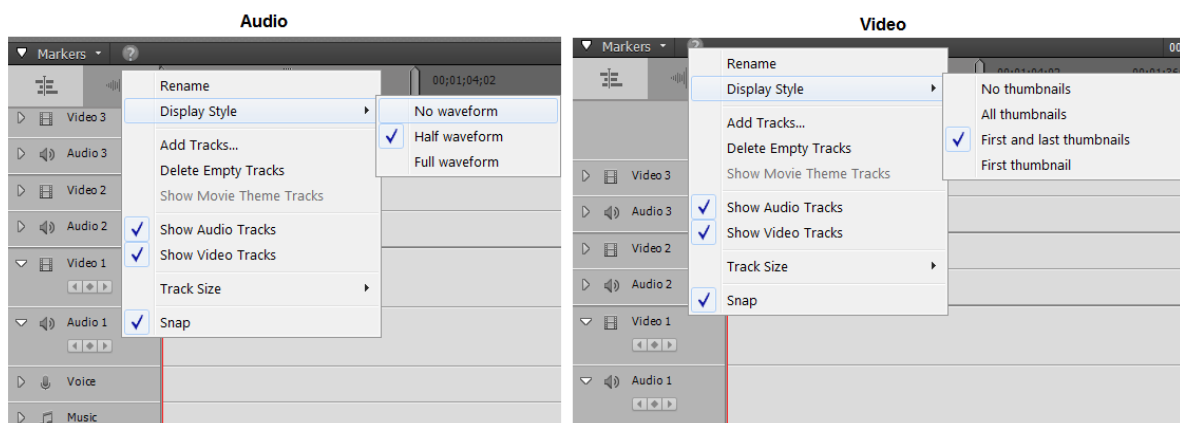 Audio
Markers
00;01;04;02
Rename
Display Style
No waveform
Half waveform
Full waveform
Add Tracks...
Delete Empty Tracks
Show Movie Theme Tracks
Show Audio Tracks
Show Video Tracks
Track Size
Snap
Video 3
Audio 3
Video 2
Audio 2
Video 1
Audio 1
Voice
Music
Video
Markers
00
Rename
Display Style
No thumbnails
All thumbnails
First and last thumbnails
First thumbnail
Add Tracks...
Delete Empty Tracks
Show Movie Theme Tracks
Show Audio Tracks
Show Video Tracks
Track Size
Snap
Video 3
Audio 3
Video 2
Audio 2
Video 1
Audio 1